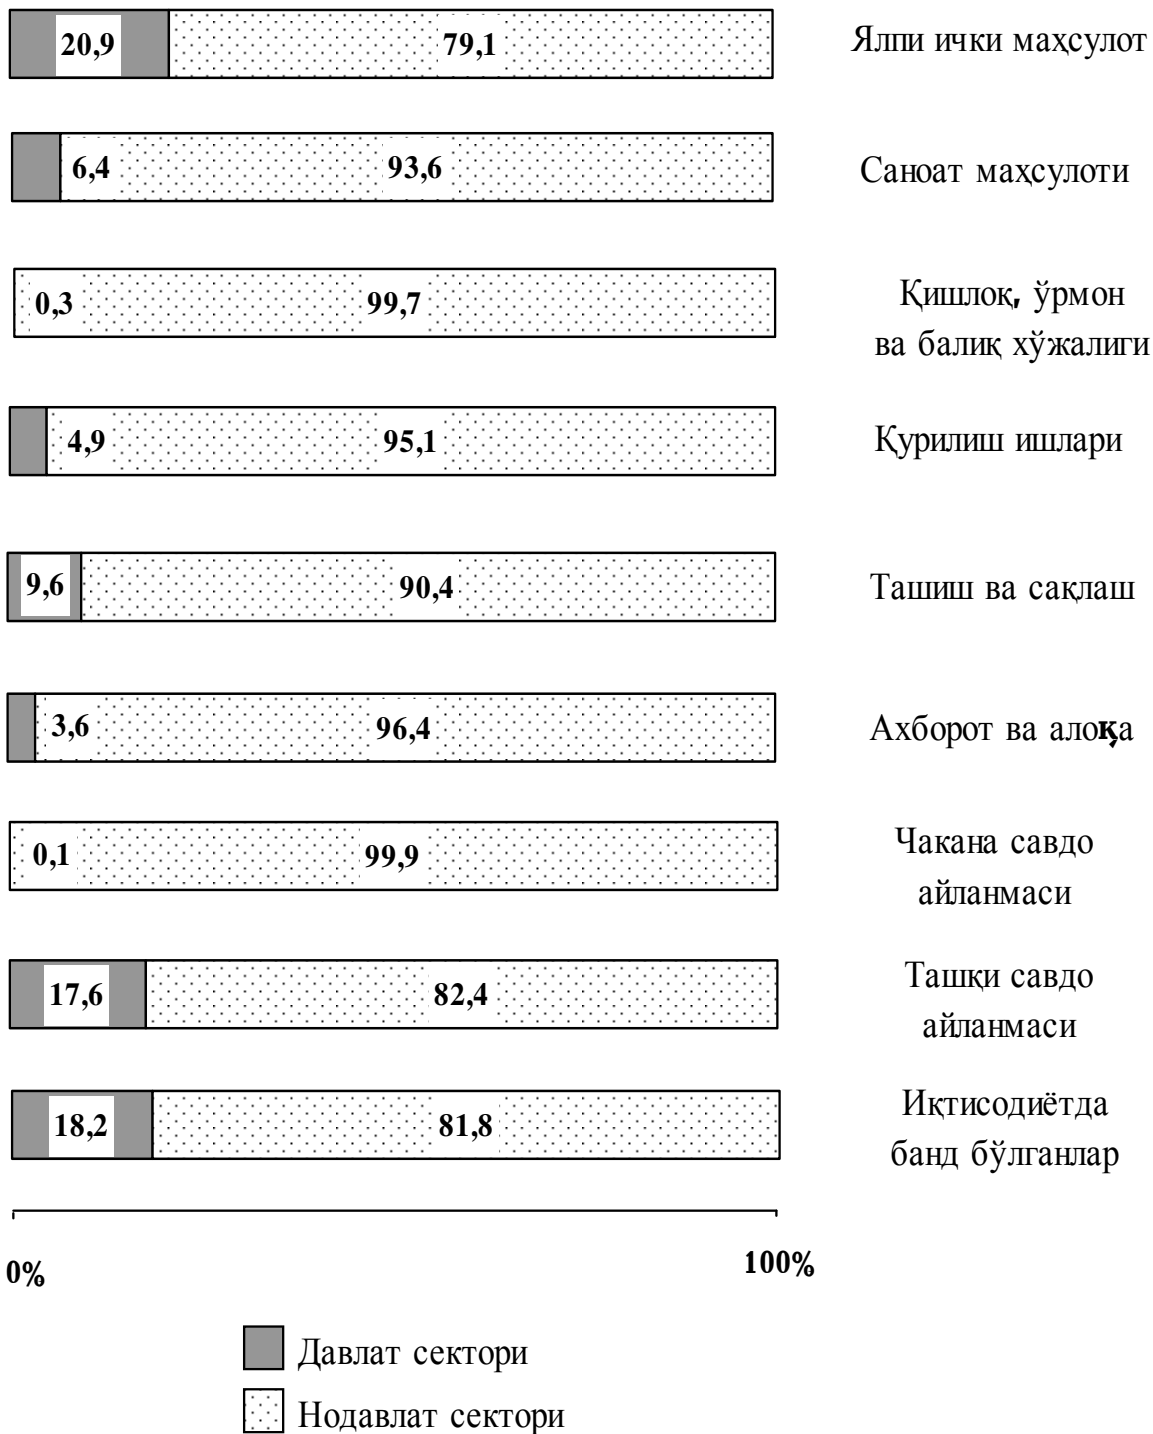 20,9 79,1 Ялпи ички маҳсулот
6,4 93,6 Саноат маҳсулоти
0,3 99,7 Қишлоқ, ўрмон
ва балиқ хўжалиги
4,9 95,1 Қурилиш ишлари
9,6 90,4 Ташиш ва сақлаш
3,6 96,4 Ахборот ва алоқа
0,1 99,9 Чакана савдо
айланмаси
17,6 82,4 Ташқи савдо
айланмаси
18,2 81,8 Иқтисодиётда
банд бўлганлар
0% 100%
Давлат сектори
Нодавлат сектори